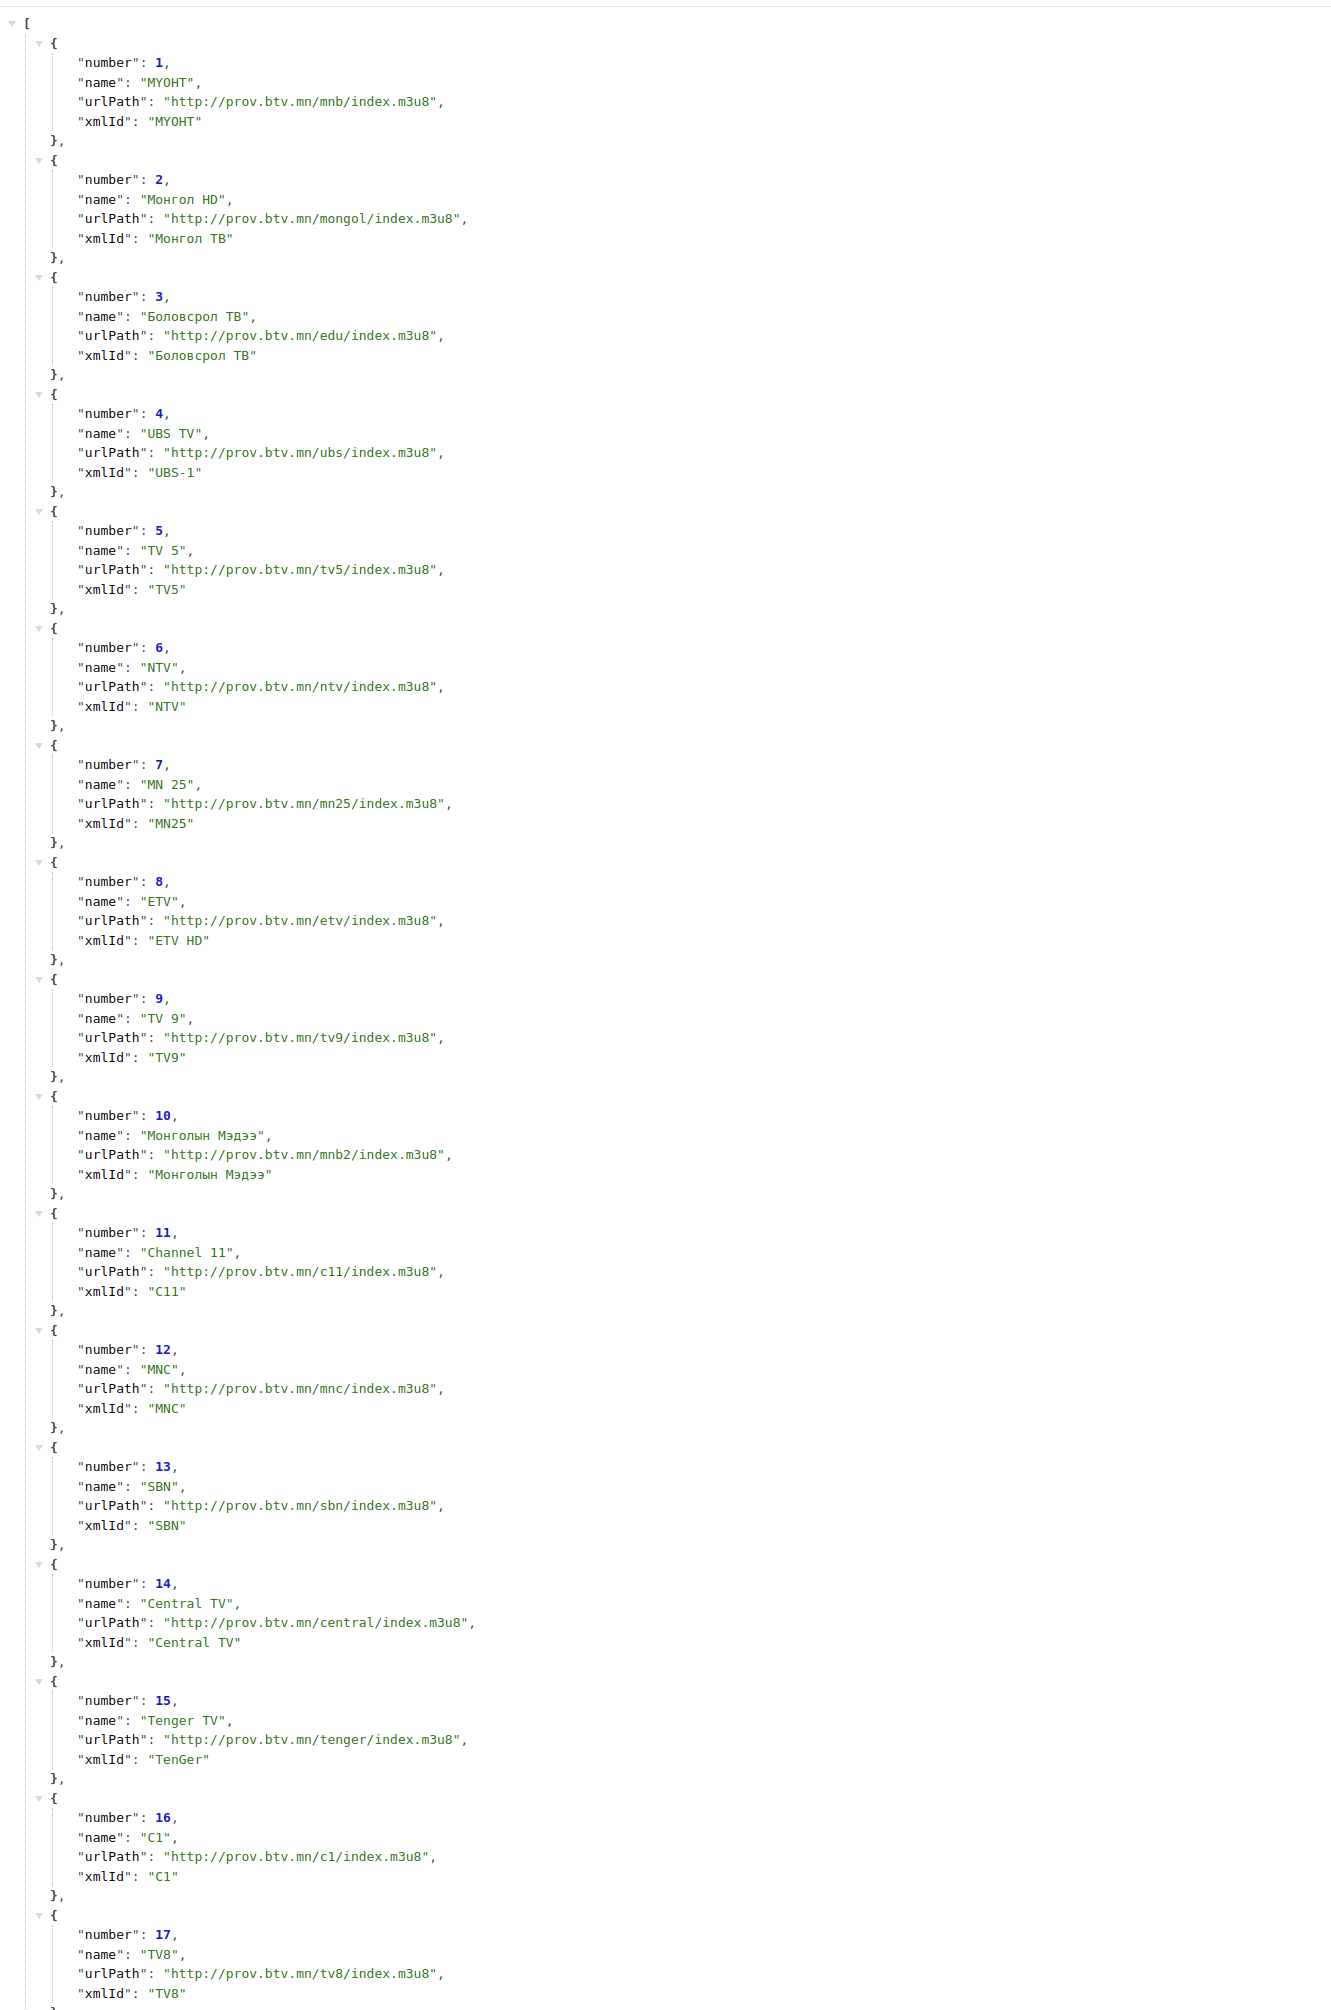 [
{
"number": 1,
"name": "МҮОНТ",
"urlPath": "http://prov.btv.mn/mnb/index.m3u8",
"xmlId": "МҮОНТ"
},
{
"number": 2,
"name": "Монгол HD",
"urlPath": "http://prov.btv.mn/mongol/index.m3u8",
"xmlId": "Монгол ТВ"
},
{
"number": 3,
"name": "Боловсрол ТВ",
"urlPath": "http://prov.btv.mn/edu/index.m3u8",
"xmlId": "Боловсрол ТВ"
},
{
"number": 4,
"name": "UBS TV",
"urlPath": "http://prov.btv.mn/ubs/index.m3u8",
"xmlId": "UBS-1"
},
{
"number": 5,
"name": "TV 5",
"urlPath": "http://prov.btv.mn/tv5/index.m3u8",
"xmlId": "TV5"
},
{
"number": 6,
"name": "NTV",
"urlPath": "http://prov.btv.mn/ntv/index.m3u8",
"xmlId": "NTV"
},
{
"number": 7,
"name": "MN 25",
"urlPath": "http://prov.btv.mn/mn25/index.m3u8",
"xmlId": "MN25"
},
{
"number": 8,
"name": "ETV",
"urlPath": "http://prov.btv.mn/etv/index.m3u8",
"xmlId": "ETV HD"
},
{
"number": 9,
"name": "TV 9",
"urlPath": "http://prov.btv.mn/tv9/index.m3u8",
"xmlId": "TV9"
},
{
"number": 10,
"name": "Монголын Мэдээ",
"urlPath": "http://prov.btv.mn/mnb2/index.m3u8",
"xmlId": "Монголын Мэдээ"
},
{
"number": 11,
"name": "Channel 11",
"urlPath": "http://prov.btv.mn/c11/index.m3u8",
"xmlId": "C11"
},
{
"number": 12,
"name": "MNC",
"urlPath": "http://prov.btv.mn/mnc/index.m3u8",
"xmlId": "MNC"
},
{
"number": 13,
"name": "SBN",
"urlPath": "http://prov.btv.mn/sbn/index.m3u8",
"xmlId": "SBN"
},
{
"number": 14,
"name": "Central TV",
"urlPath": "http://prov.btv.mn/central/index.m3u8",
"xmlId": "Central TV"
},
{
"number": 15,
"name": "Tenger TV",
"urlPath": "http://prov.btv.mn/tenger/index.m3u8",
"xmlId": "TenGer"
},
{
"number": 16,
"name": "C1",
"urlPath": "http://prov.btv.mn/c1/index.m3u8",
"xmlId": "C1"
},
{
"number": 17,
"name": "TV8",
"urlPath": "http://prov.btv.mn/tv8/index.m3u8",
"xmlId": "TV8"